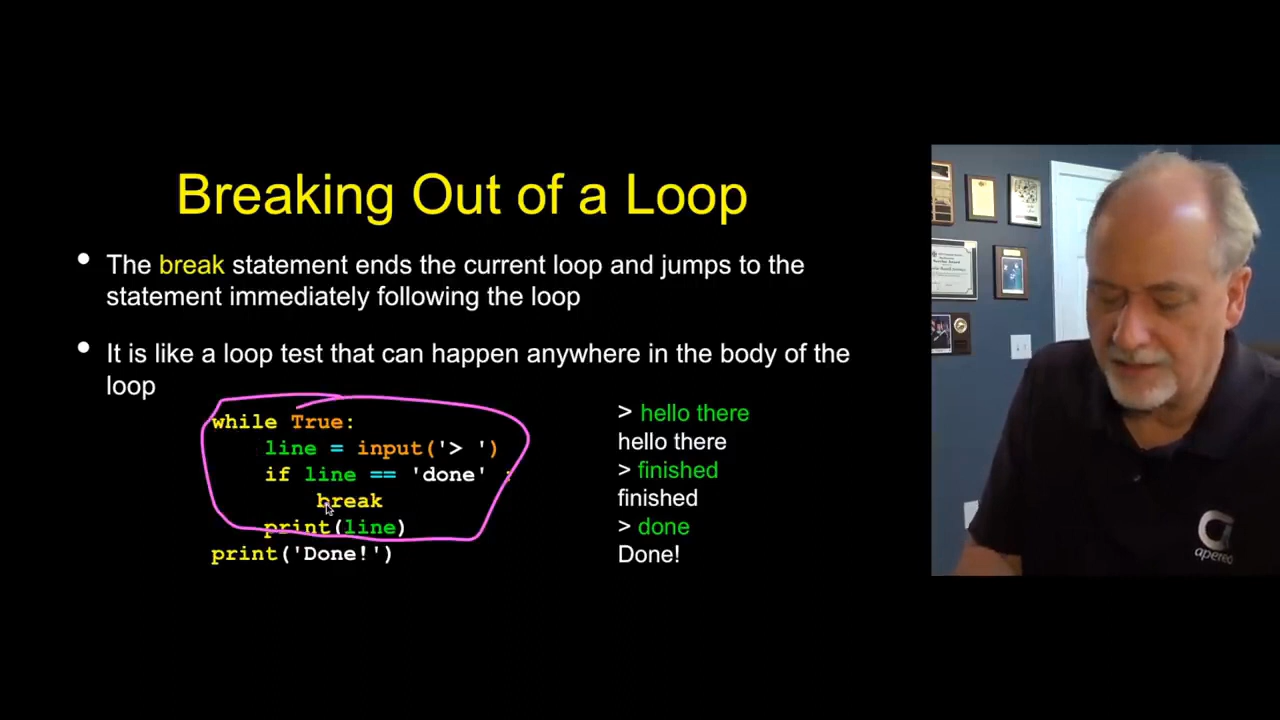 Breaking Out of a Loop
• The break statement ends the current loop and jumps to the
statement immediately following the loop
• It is like a loop test that can happen anywhere in the body of the
loop
while True:
    line = input('> ')
    if line == 'done' :
        break
    print(line)
print('Done!')
> hello there
hello there
> finished
finished
> done
Done!
apereo